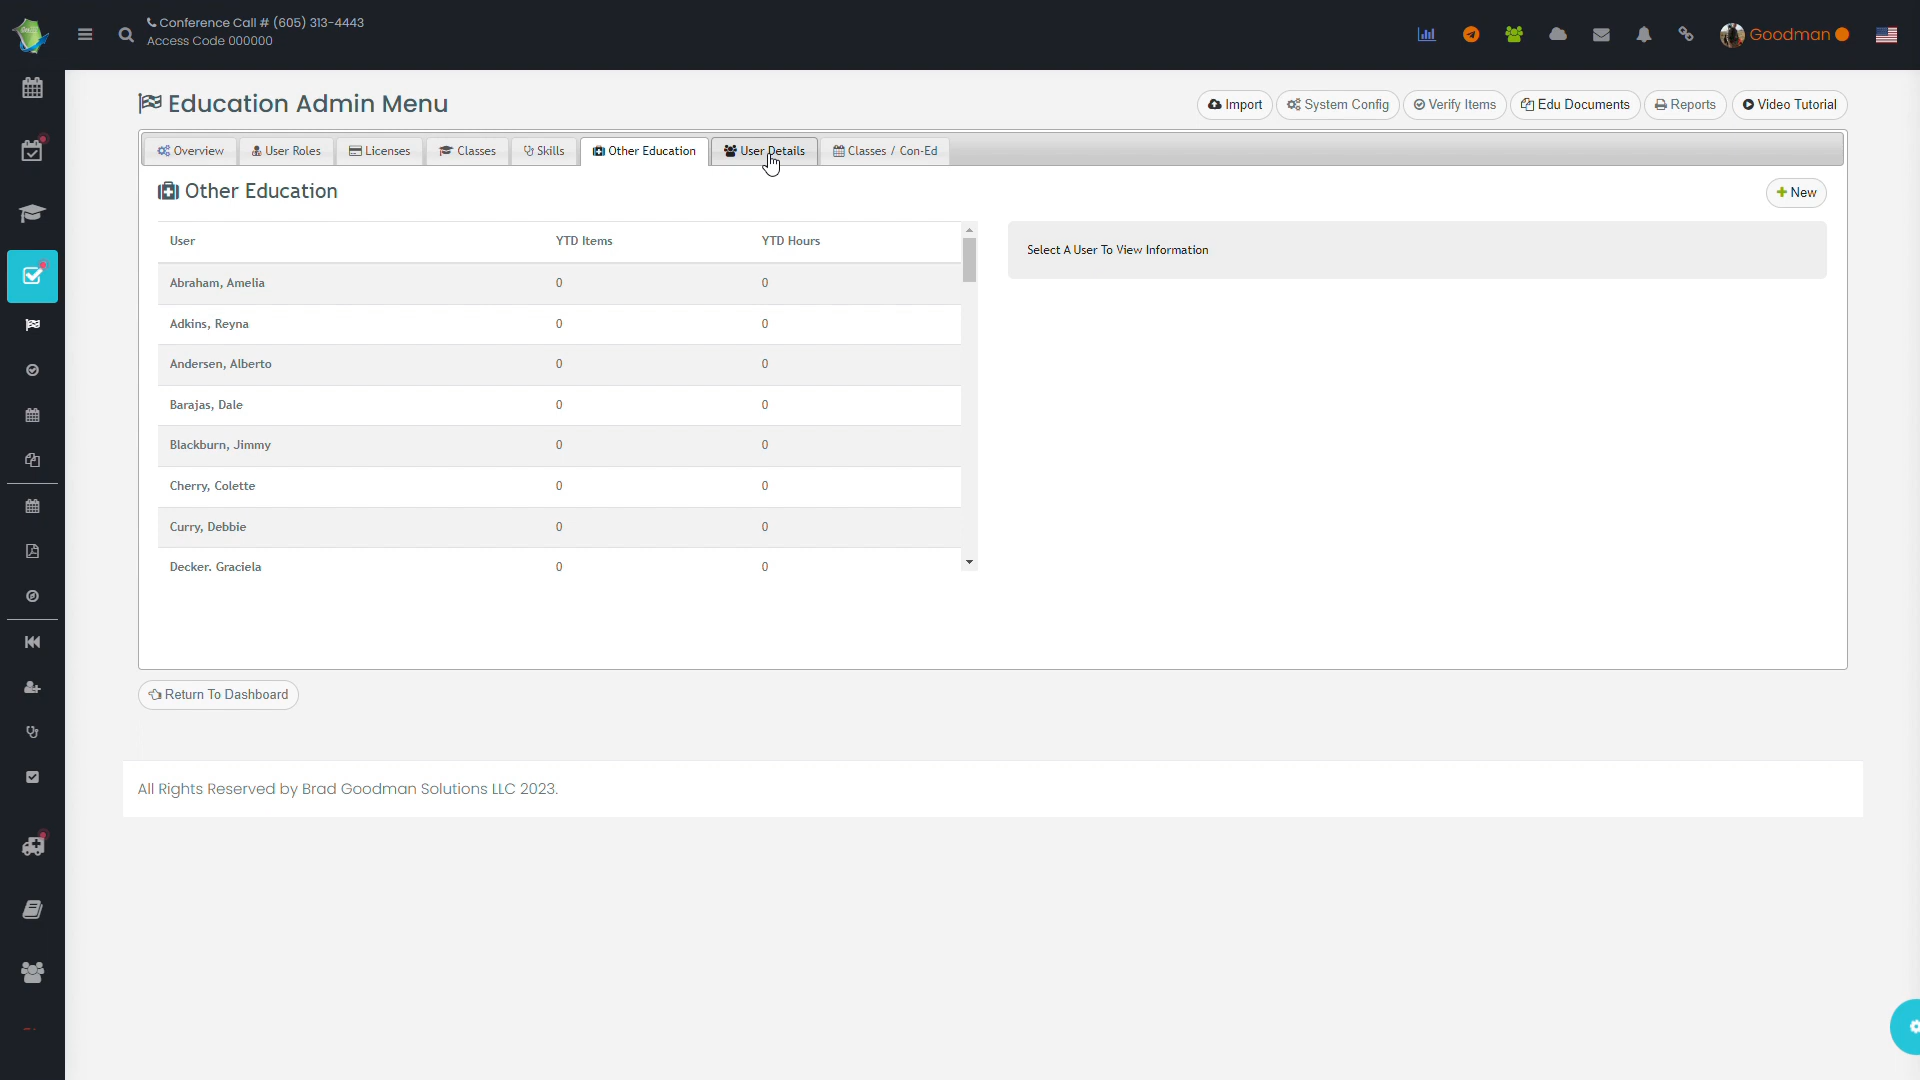 Conference Call # (605) 313-4443
Access Code 000000
Goodman
Education Admin Menu
Import
System Config
Verify Items
Edu Documents
Reports
Video Tutorial
Overview
User Roles
Licenses
Classes
Skills
Other Education
User Details
Classes / Con-Ed
Other Education
New
User YTD Items YTD Hours
Abraham, Amelia 0 0
Adkins, Reyna 0 0
Andersen, Alberto 0 0
Barajas, Dale 0 0
Blackburn, Jimmy 0 0
Cherry, Colette 0 0
Curry, Debbie 0 0
Decker, Graciela 0 0
Select A User To View Information
Return To Dashboard
All Rights Reserved by Brad Goodman Solutions LLC 2023.